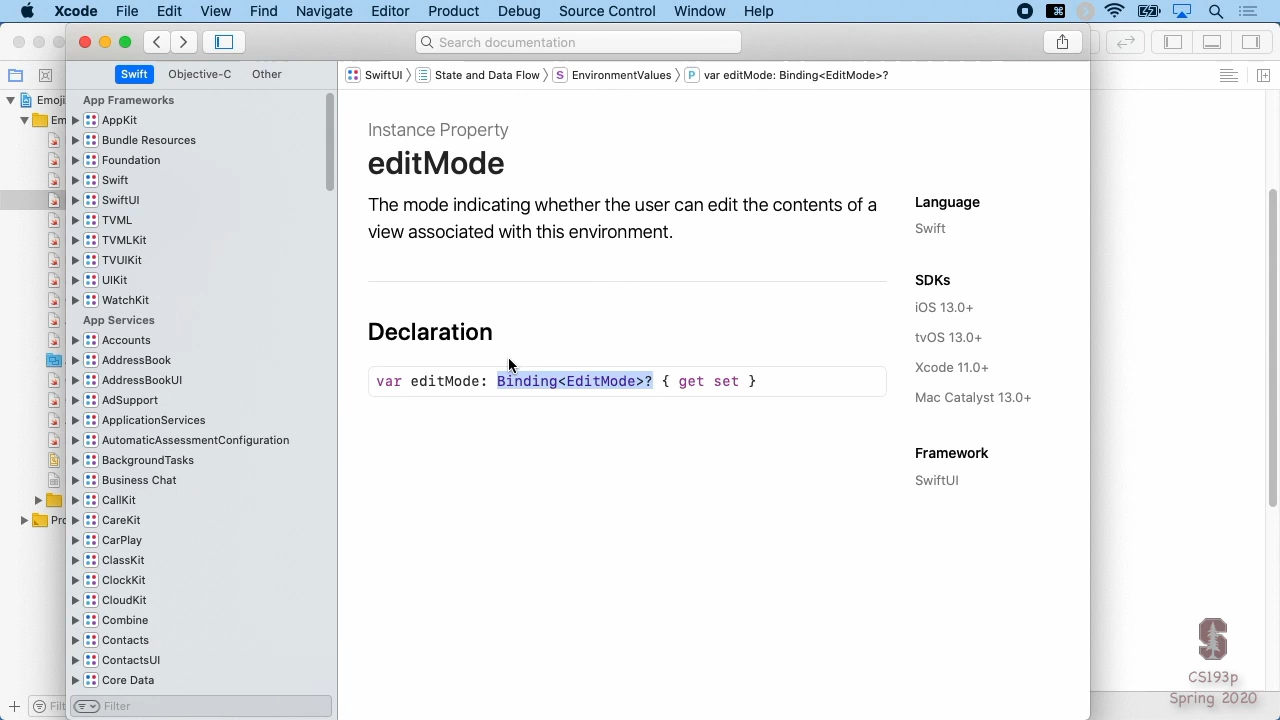 Xcode File Edit View Find Navigate Editor Product Debug Source Control Window Help
Search documentation
Swift Objective-C Other
SwiftUI State and Data Flow S EnvironmentValues P var editMode: Binding<EditMode>?
App Frameworks
AppKit
Bundle Resources
Foundation
Swift
SwiftUI
TVML
TVMLKit
TVUIKit
UIKit
WatchKit
App Services
Accounts
AddressBook
AddressBookUI
AdSupport
ApplicationServices
AutomaticAssessmentConfiguration
BackgroundTasks
Business Chat
CallKit
CareKit
CarPlay
ClassKit
ClockKit
CloudKit
Combine
Contacts
ContactsUI
Core Data
Filter
Emoji
Em
Pro
Filt
Instance Property
editMode
The mode indicating whether the user can edit the contents of a
view associated with this environment.
Declaration
var editMode: Binding<EditMode>? { get set }
Language
Swift
SDKs
iOS 13.0+
tvOS 13.0+
Xcode 11.0+
Mac Catalyst 13.0+
Framework
SwiftUI
S
CS193p
Spring 2020